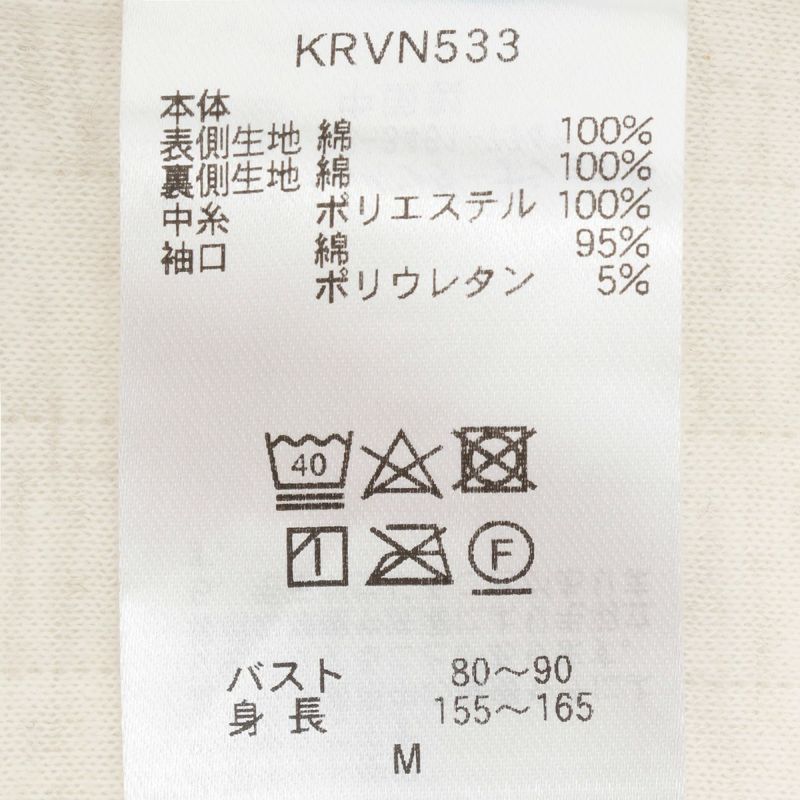 KRVN533
本体
表側生地 綿 100%
裏側生地 綿 100%
中糸 ポリエステル 100%
袖口 綿 95%
ポリウレタン 5%
40
F
バスト 80～90
身長 155～165
M